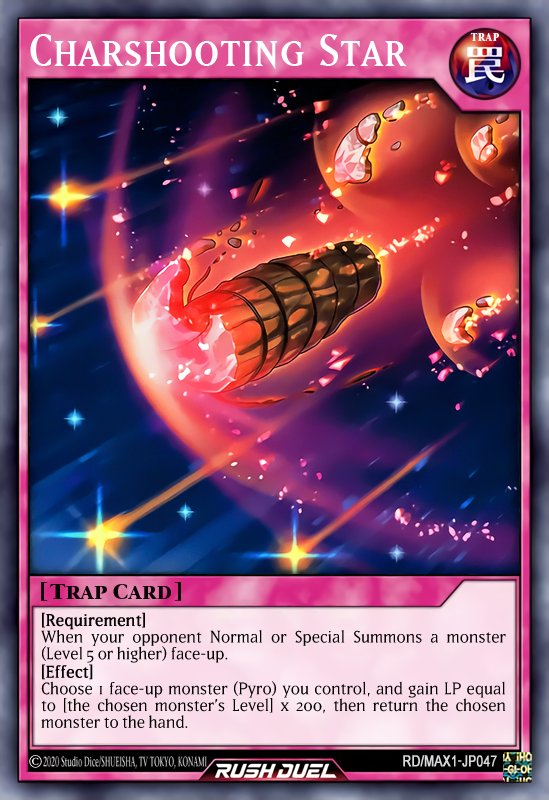 Charshooting Star
TRAP
罠
[Trap Card]
[Requirement]
When your opponent Normal or Special Summons a monster
(Level 5 or higher) face-up.
[Effect]
Choose 1 face-up monster (Pyro) you control, and gain LP equal
to [the chosen monster's Level] x 200, then return the chosen
monster to the hand.
©2020 Studio Dice/SHUEISHA, TV TOKYO, KONAMI
RUSH DUEL
RD/MAX1-JP047